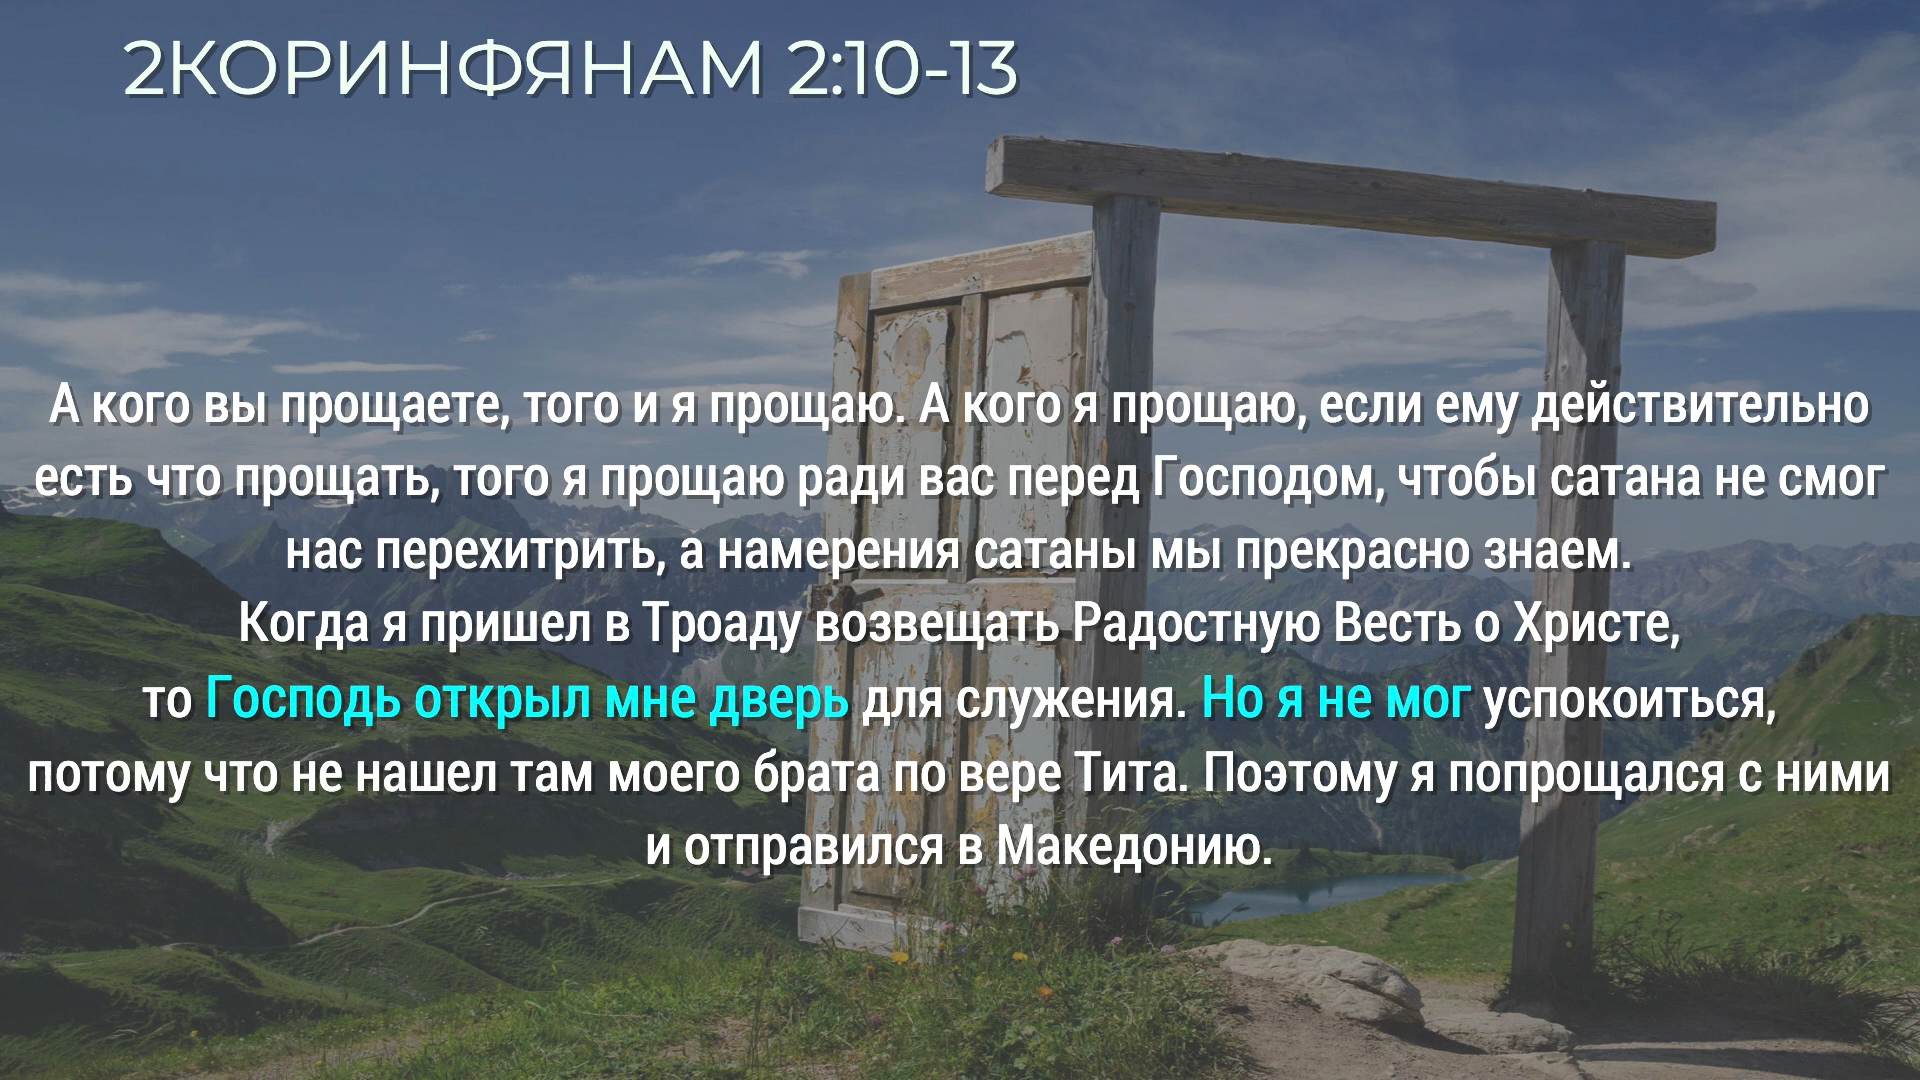 2КОРИНФЯНАМ 2:10-13
А кого вы прощаете, того и я прощаю. А кого я прощаю, если ему действительно
есть что прощать, того я прощаю ради вас перед Господом, чтобы сатана не смог
нас перехитрить, а намерения сатаны мы прекрасно знаем.
Когда я пришел в Троаду возвещать Радостную Весть о Христе,
то Господь открыл мне дверь для служения. Но я не мог успокоиться,
потому что не нашел там моего брата по вере Тита. Поэтому я попрощался с ними
и отправился в Македонию.